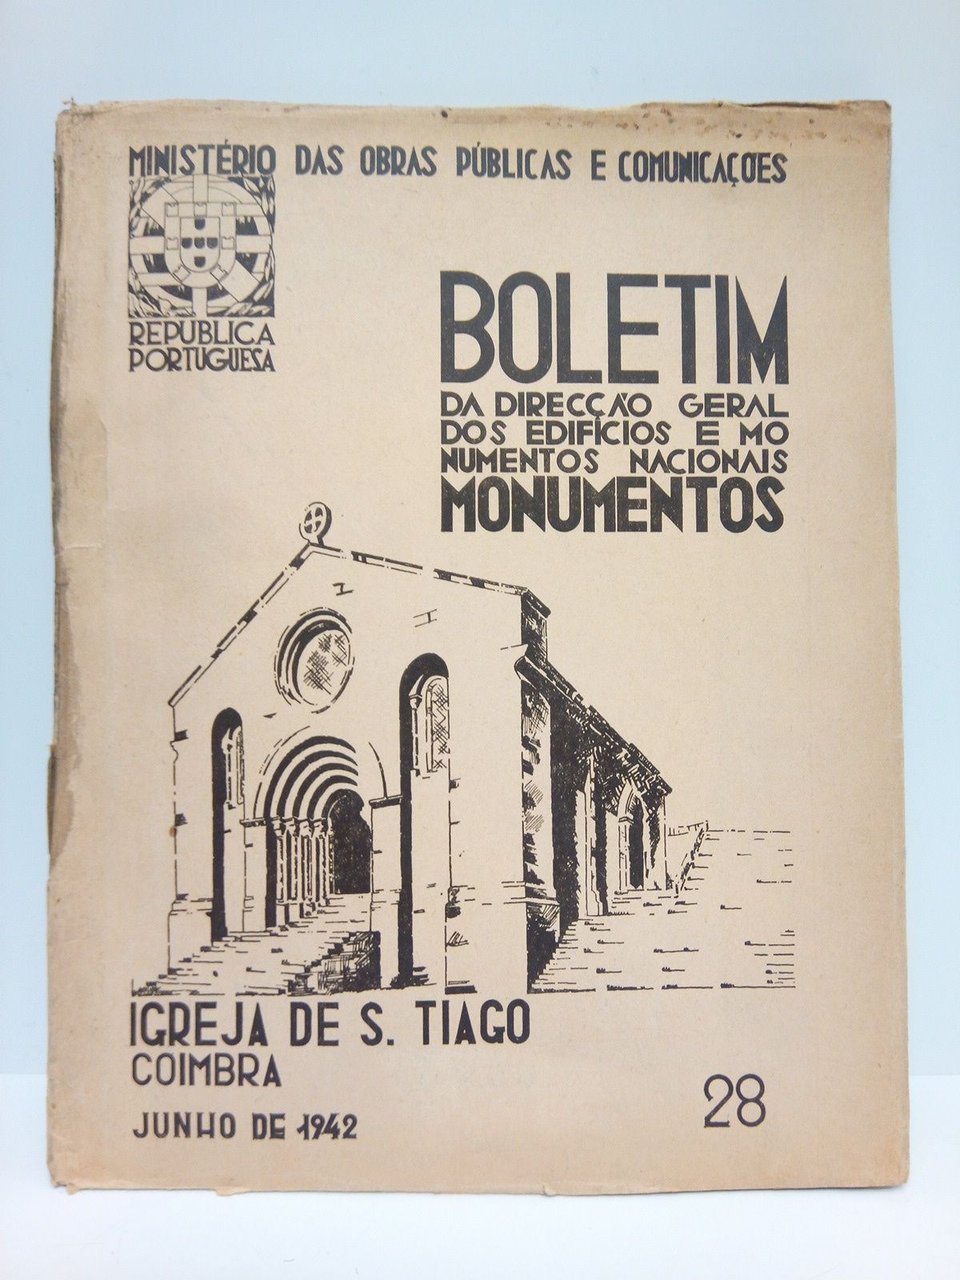 MINISTÉRIO DAS OBRAS PÚBLICAS E COMUNICAÇÕES
REPUBLICA
PORTUGUESA
BOLETIM
DA DIRECÇÃO GERAL
DOS EDIFÍCIOS E MO
NUMENTOS NACIONAIS
MONUMENTOS
IGREJA DE S. TIAGO
COIMBRA
JUNHO DE 1942
28